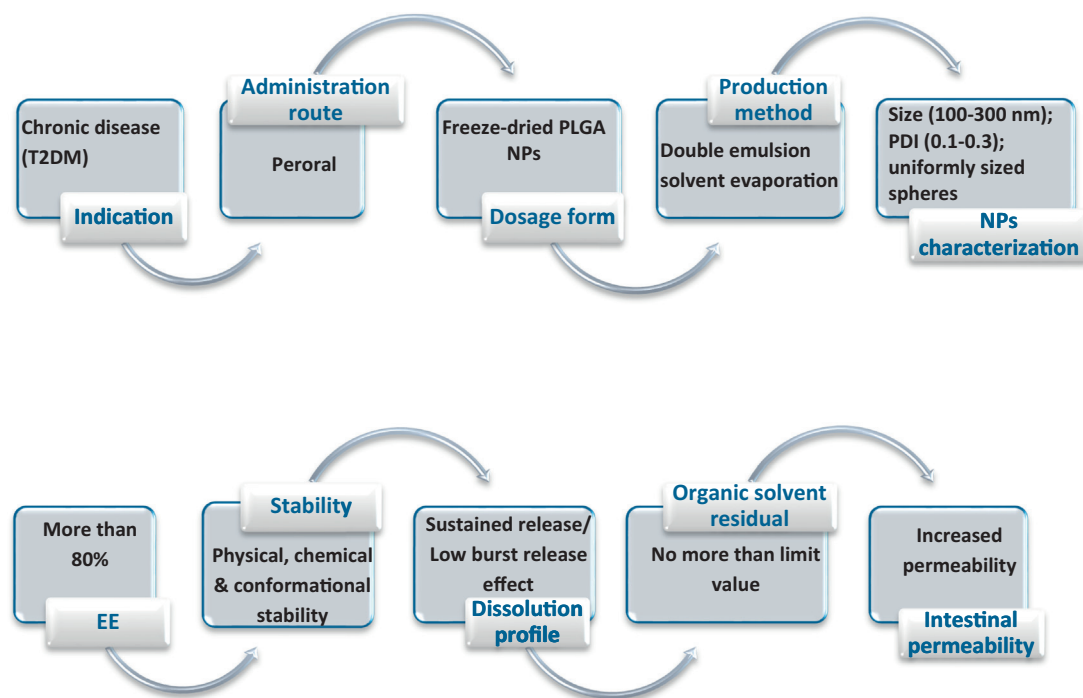 Chronic disease
(T2DM)
Indication
Administration
route
Peroral
Freeze-dried PLGA
NPs
Dosage form
Production
method
Double emulsion
solvent evaporation
Size (100-300 nm);
PDI (0.1-0.3);
uniformly sized
spheres
NPs
characterization
More than
80%
EE
Stability
Physical, chemical
& conformational
stability
Sustained release/
Low burst release
effect
Dissolution
profile
Organic solvent
residual
No more than limit
value
Increased
permeability
Intestinal
permeability